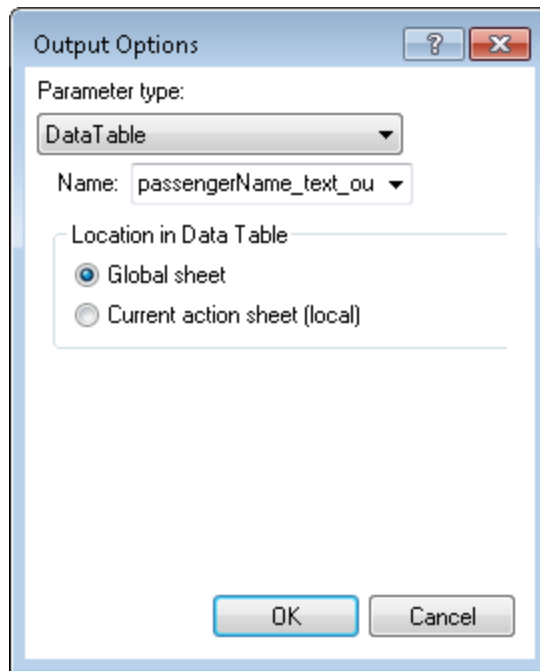 Output Options
Parameter type:
DataTable
Name: passengerName_text_ou
Location in Data Table
Global sheet
Current action sheet (local)
OK Cancel